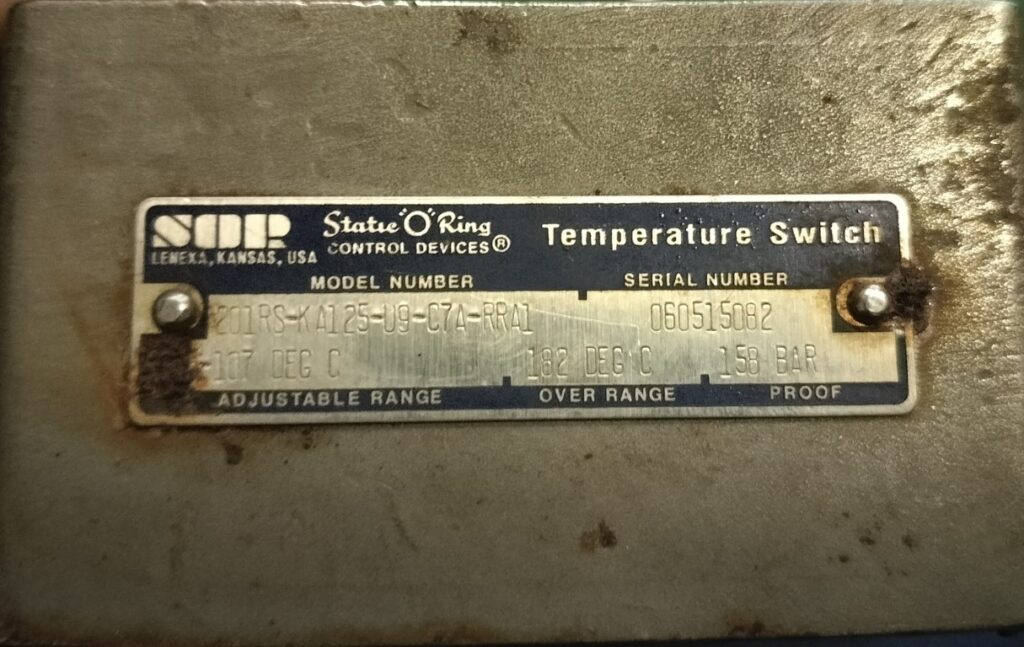 SOR Static "O" Ring Temperature Switch
LENEXA, KANSAS, USA CONTROL DEVICES®
MODEL NUMBER SERIAL NUMBER
201RS-KA125-U9-C7A-RRA1 060515082
-107 DEG C 182 DEG C 158 BAR
ADJUSTABLE RANGE OVER RANGE PROOF